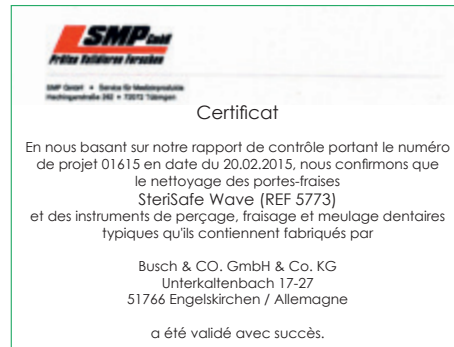 SMP GmbH
Prüfen Validieren Forschen
SMP GmbH • Service für Medizinprodukte
Hechingerstraße 262 • 72072 Tübingen
Certificat
En nous basant sur notre rapport de contrôle portant le numéro
de projet 01615 en date du 20.02.2015, nous confirmons que
le nettoyage des portes-fraises
SteriSafe Wave (REF 5773)
et des instruments de perçage, fraisage et meulage dentaires
typiques qu'ils contiennent fabriqués par
Busch & CO. GmbH & Co. KG
Unterkaltenbach 17-27
51766 Engelskirchen / Allemagne
a été validé avec succès.